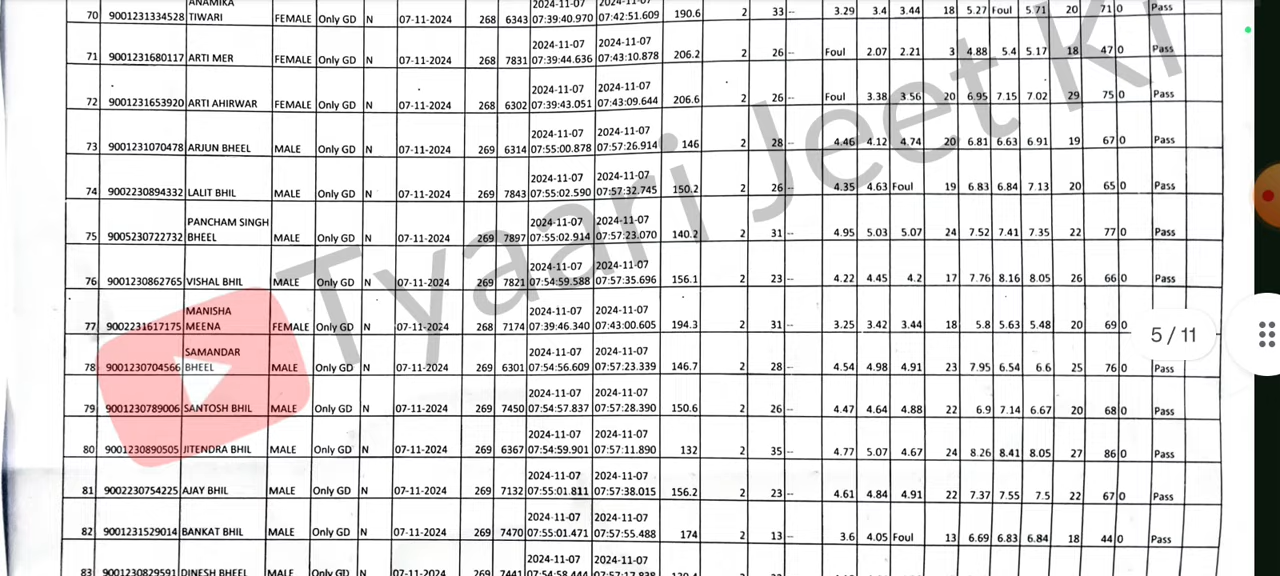 70 9001231334528 ANAMIKA TIWARI FEMALE Only GD N 07-11-2024 268 6343 2024-11-07 07:39:40.970 2024-11-07 07:42:51.609 190.6 2 33 -- 3.29 3.4 3.44 18 5.27 Foul 5.71 20 71 0 Pass
71 9001231680117 ARTI MER FEMALE Only GD N 07-11-2024 268 7831 2024-11-07 07:39:44.636 2024-11-07 07:43:10.878 206.2 2 26 -- Foul 2.07 2.21 3 4.88 5.4 5.17 18 47 0 Pass
72 9001231653920 ARTI AHIRWAR FEMALE Only GD N 07-11-2024 268 6302 2024-11-07 07:39:43.051 2024-11-07 07:43:09.644 206.6 2 26 -- Foul 3.38 3.56 20 6.95 7.15 7.02 29 75 0 Pass
73 9001231070478 ARJUN BHEEL MALE Only GD N 07-11-2024 269 6314 2024-11-07 07:55:00.878 2024-11-07 07:57:26.914 146 2 28 -- 4.46 4.12 4.74 20 6.81 6.63 6.91 19 67 0 Pass
74 9002230894332 LALIT BHIL MALE Only GD N 07-11-2024 269 7843 2024-11-07 07:55:02.590 2024-11-07 07:57:32.745 150.2 2 26 -- 4.35 4.63 Foul 19 6.83 6.84 7.13 20 65 0 Pass
75 9005230722732 PANCHAM SINGH BHEEL MALE Only GD N 07-11-2024 269 7897 2024-11-07 07:55:02.914 2024-11-07 07:57:23.070 140.2 2 31 -- 4.95 5.03 5.07 24 7.52 7.41 7.35 22 77 0 Pass
76 9001230862765 VISHAL BHIL MALE Only GD N 07-11-2024 269 7821 2024-11-07 07:54:59.588 2024-11-07 07:57:35.696 156.1 2 23 -- 4.22 4.45 4.2 17 7.76 8.16 8.05 26 66 0 Pass
77 9002231617175 MANISHA MEENA FEMALE Only GD N 07-11-2024 268 7174 2024-11-07 07:39:46.340 2024-11-07 07:43:00.605 194.3 2 31 -- 3.25 3.42 3.44 18 5.8 5.63 5.48 20 69 0 Pass
78 9001230704566 SAMANDAR BHEEL MALE Only GD N 07-11-2024 269 6301 2024-11-07 07:54:56.609 2024-11-07 07:57:23.339 146.7 2 28 -- 4.54 4.98 4.91 23 7.95 6.54 6.6 25 76 0 Pass
79 9001230789006 SANTOSH BHIL MALE Only GD N 07-11-2024 269 7450 2024-11-07 07:54:57.837 2024-11-07 07:57:28.390 150.6 2 26 -- 4.47 4.64 4.88 22 6.9 7.14 6.67 20 68 0 Pass
80 9001230890505 JITENDRA BHIL MALE Only GD N 07-11-2024 269 6367 2024-11-07 07:54:59.901 2024-11-07 07:57:11.890 132 2 35 -- 4.77 5.07 4.67 24 8.26 8.41 8.05 27 86 0 Pass
81 9002230754225 AJAY BHIL MALE Only GD N 07-11-2024 269 7132 2024-11-07 07:55:01.811 2024-11-07 07:57:38.015 156.2 2 23 -- 4.61 4.84 4.91 22 7.37 7.55 7.5 22 67 0 Pass
82 9001231529014 BANKAT BHIL MALE Only GD N 07-11-2024 269 7470 2024-11-07 07:55:01.471 2024-11-07 07:57:55.488 174 2 13 -- 3.6 4.05 Foul 13 6.69 6.83 6.84 18 44 0 Pass
83 9001230829591 DINESH BHEEL MALE Only GD N 07-11-2024 269 7441 2024-11-07 2024-11-07
Tyaari Jeet Ki
5 / 11